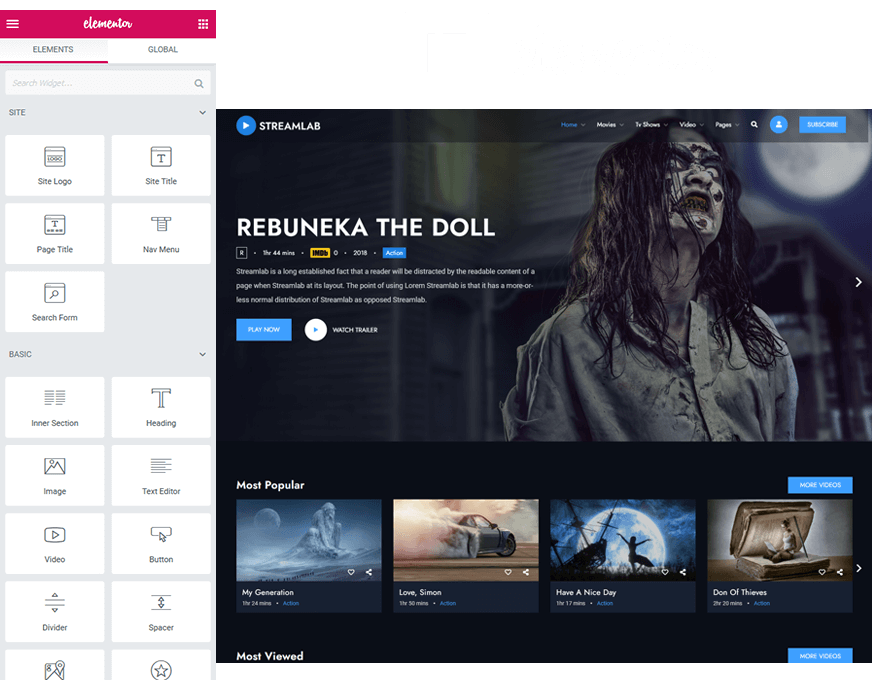 elementor
ELEMENTS
GLOBAL
Search Widget...
SITE
LOGO
Site Logo
T
Site Title
T
Page Title
Nav Menu
Search Form
BASIC
Inner Section
T
Heading
Image
Text Editor
Video
Button
Divider
Spacer
STREAMLAB
Home
Movies
Tv Shows
Video
Pages
SUBSCRIBE
REBUNEKA THE DOLL
R • 1hr 44 mins • IMDb 0 • 2018 • Action
Streamlab is a long established fact that a reader will be distracted by the readable content of a
page when Streamlab at its layout. The point of using Lorem Streamlab is that it has a more-or-
less normal distribution of Streamlab as opposed Streamlab.
PLAY NOW
WATCH TRAILER
Most Popular
MORE VIDEOS
My Generation
1hr 24 mins • Action
Love, Simon
1hr 50 mins • Action
Have A Nice Day
1hr 17 mins • Action
Don Of Thieves
2hr 20 mins • Action
Most Viewed
MORE VIDEOS